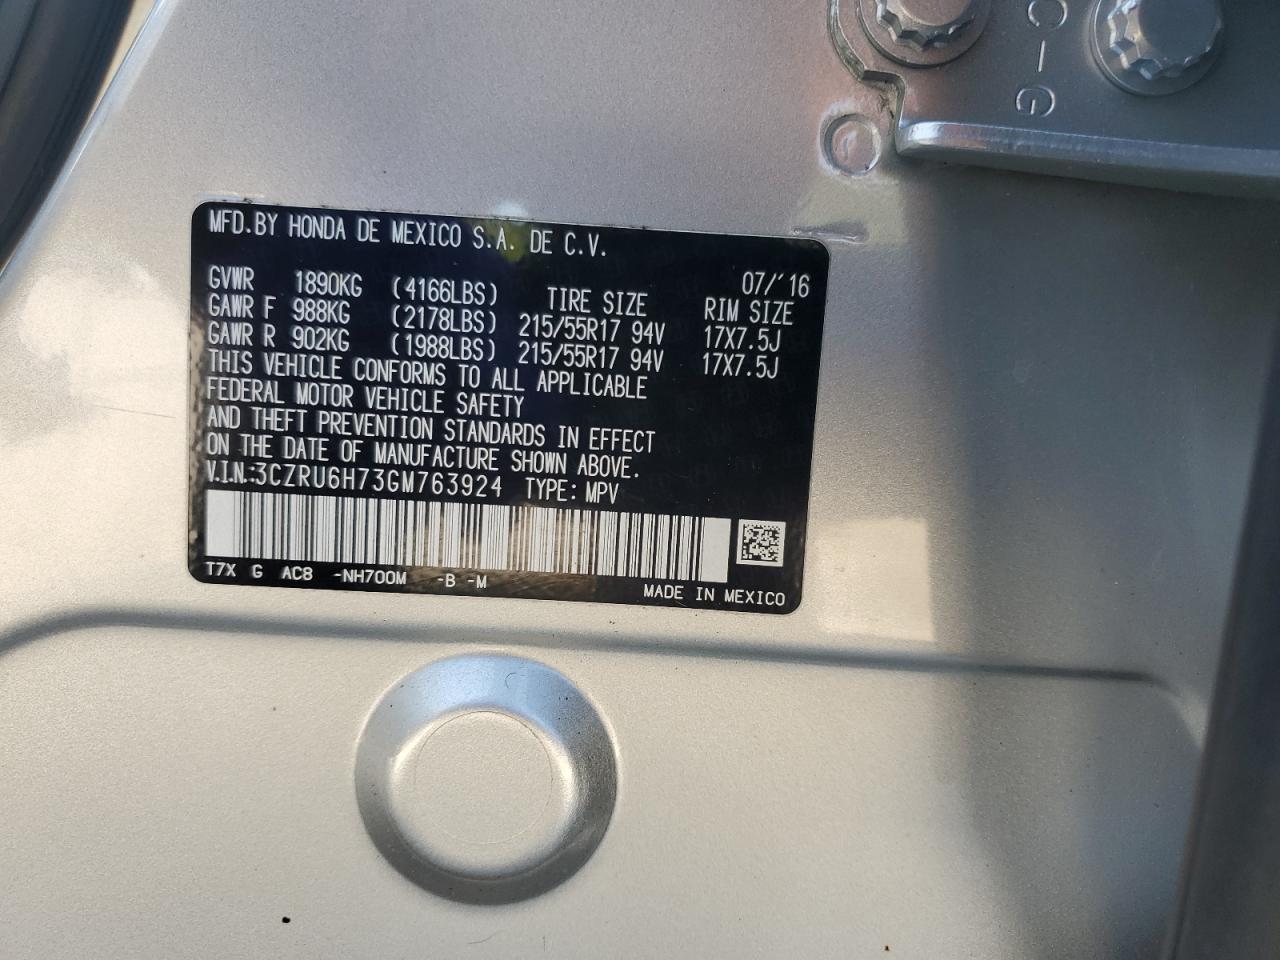 C-G
MFD.BY HONDA DE MEXICO S.A. DE C.V.
07/'16
GVWR 1890KG (4166LBS) TIRE SIZE RIM SIZE
GAWR F 988KG (2178LBS) 215/55R17 94V 17X7.5J
GAWR R 902KG (1988LBS) 215/55R17 94V 17X7.5J
THIS VEHICLE CONFORMS TO ALL APPLICABLE
FEDERAL MOTOR VEHICLE SAFETY
AND THEFT PREVENTION STANDARDS IN EFFECT
ON THE DATE OF MANUFACTURE SHOWN ABOVE.
V.I.N.:3CZRU6H73GM763924 TYPE: MPV
T7X G AC8 -NH700M -B -M
MADE IN MEXICO